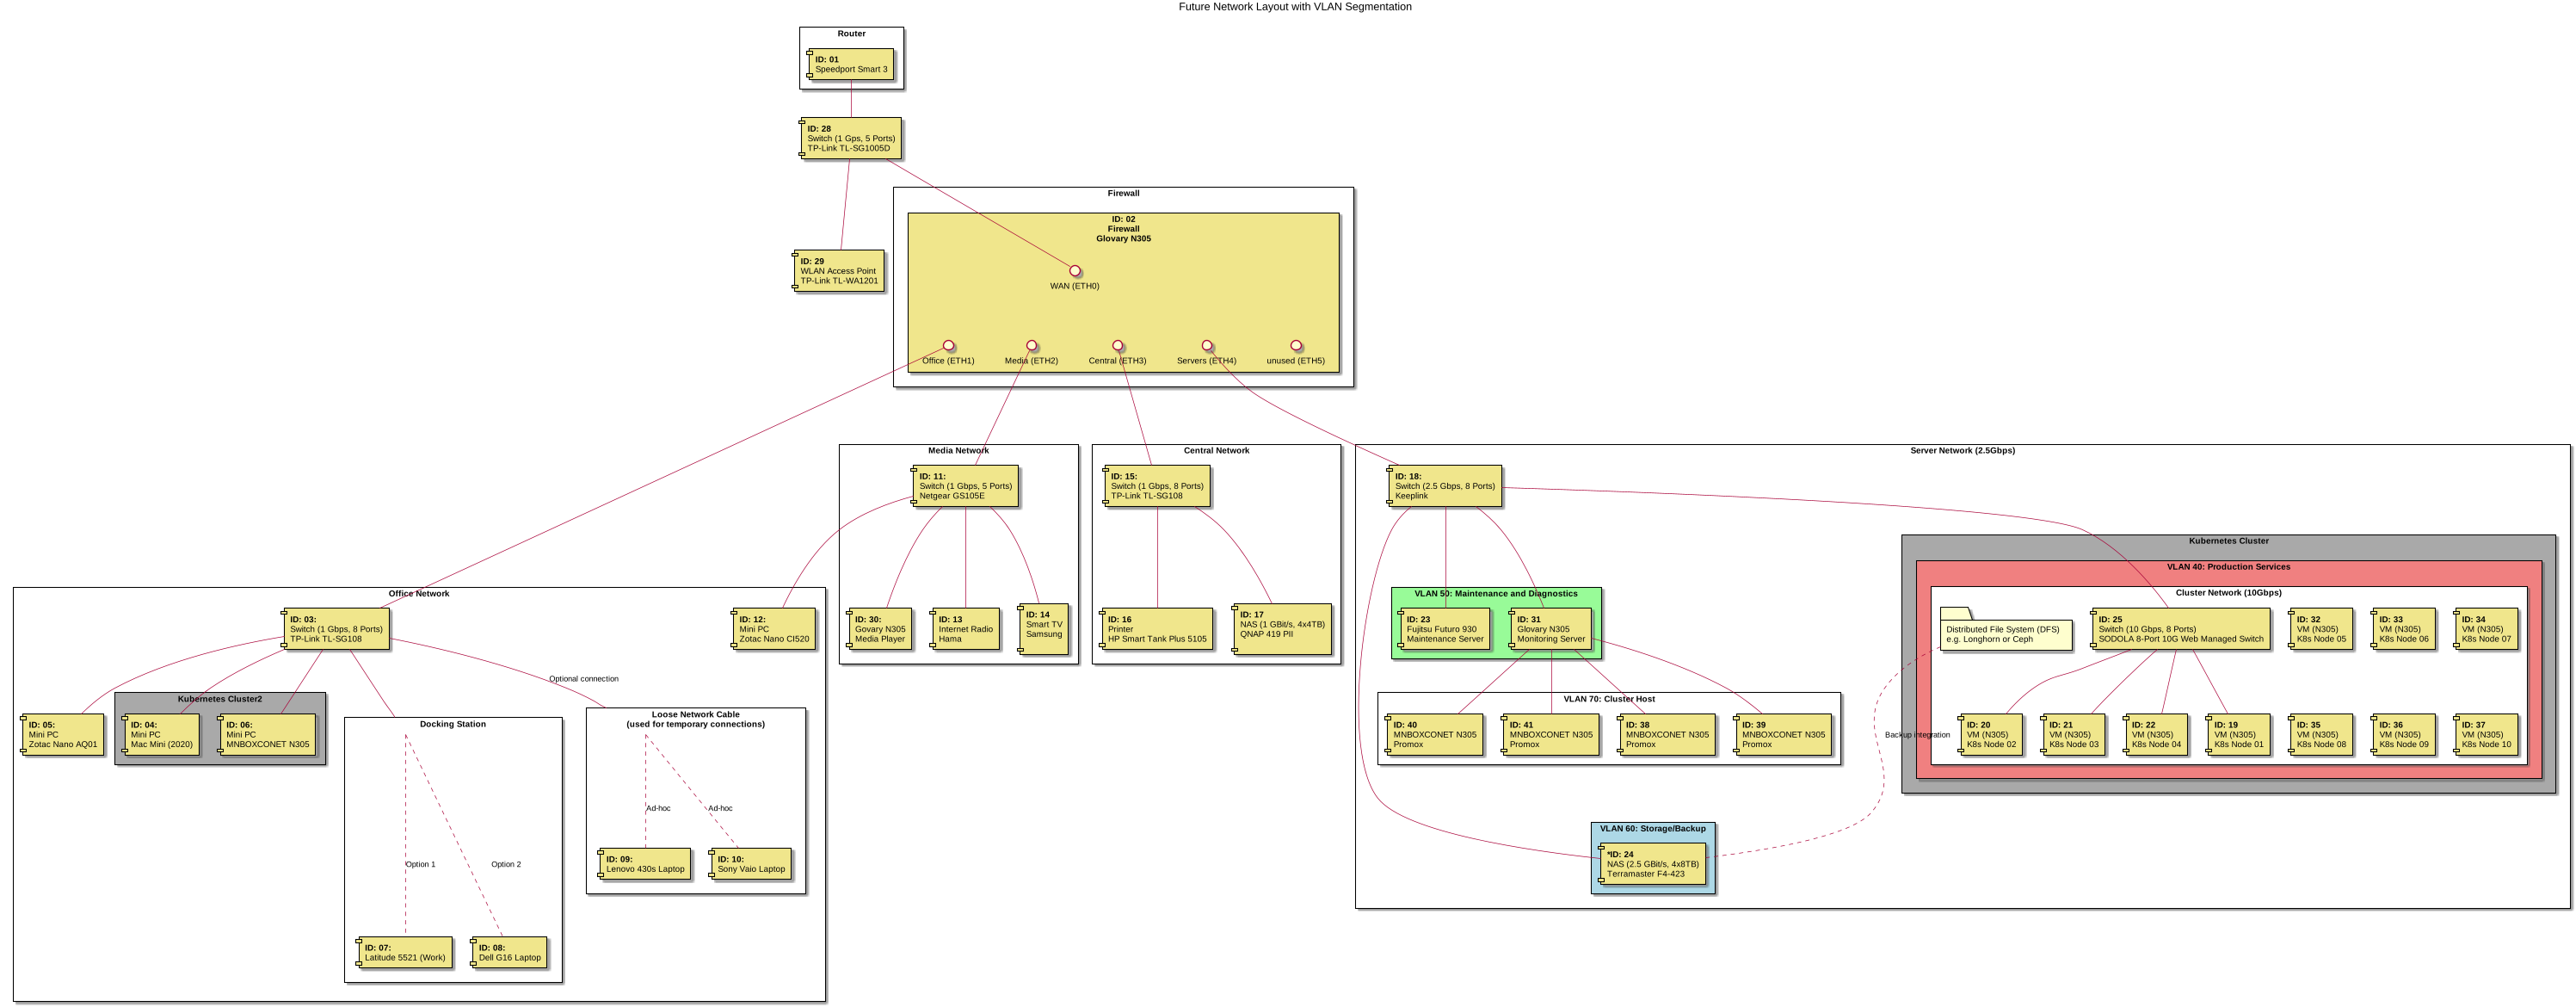 Future Network Layout with VLAN Segmentation
Router
ID: 01
Speedport Smart 3
ID: 28
Switch (1 Gps, 5 Ports)
TP-Link TL-SG1005D
Firewall
ID: 02
Firewall
Glovary N305
ID: 29
WLAN Access Point
TP-Link TL-WA1201
WAN (ETH0)
Office (ETH1)
Media (ETH2)
Central (ETH3)
Servers (ETH4)
unused (ETH5)
Media Network
ID: 11:
Switch (1 Gbps, 5 Ports)
Netgear GS105E
Central Network
ID: 15:
Switch (1 Gbps, 8 Ports)
TP-Link TL-SG108
Server Network (2.5Gbps)
ID: 18:
Switch (2.5 Gbps, 8 Ports)
Keeplink
Kubernetes Cluster
VLAN 40: Production Services
Cluster Network (10Gbps)
Office Network
ID: 03:
Switch (1 Gbps, 8 Ports)
TP-Link TL-SG108
ID: 12:
Mini PC
Zotac Nano CI520
ID: 30:
Govary N305
Media Player
ID: 13
Internet Radio
Hama
ID: 14
Smart TV
Samsung
ID: 16
Printer
HP Smart Tank Plus 5105
ID: 17
NAS (1 GBit/s, 4x4TB)
QNAP 419 PII
VLAN 50: Maintenance and Diagnostics
ID: 23
Fujitsu Futuro 930
Maintenance Server
ID: 31
Glovary N305
Monitoring Server
Distributed File System (DFS)
e.g. Longhorn or Ceph
ID: 25
Switch (10 Gbps, 8 Ports)
SODOLA 8-Port 10G Web Managed Switch
ID: 32
VM (N305)
K8s Node 05
ID: 33
VM (N305)
K8s Node 06
ID: 34
VM (N305)
K8s Node 07
Optional connection
Kubernetes Cluster2
ID: 05:
Mini PC
Zotac Nano AQ01
ID: 04:
Mini PC
Mac Mini (2020)
ID: 06:
Mini PC
MNBOXCONET N305
Docking Station
Loose Network Cable
(used for temporary connections)
VLAN 70: Cluster Host
ID: 40
MNBOXCONET N305
Promox
ID: 41
MNBOXCONET N305
Promox
ID: 38
MNBOXCONET N305
Promox
ID: 39
MNBOXCONET N305
Promox
Backup integration
ID: 20
VM (N305)
K8s Node 02
ID: 21
VM (N305)
K8s Node 03
ID: 22
VM (N305)
K8s Node 04
ID: 19
VM (N305)
K8s Node 01
ID: 35
VM (N305)
K8s Node 08
ID: 36
VM (N305)
K8s Node 09
ID: 37
VM (N305)
K8s Node 10
Ad-hoc
Ad-hoc
Option 1
Option 2
ID: 09:
Lenovo 430s Laptop
ID: 10:
Sony Vaio Laptop
VLAN 60: Storage/Backup
*ID: 24
NAS (2.5 GBit/s, 4x8TB)
Terramaster F4-423
ID: 07:
Latitude 5521 (Work)
ID: 08:
Dell G16 Laptop